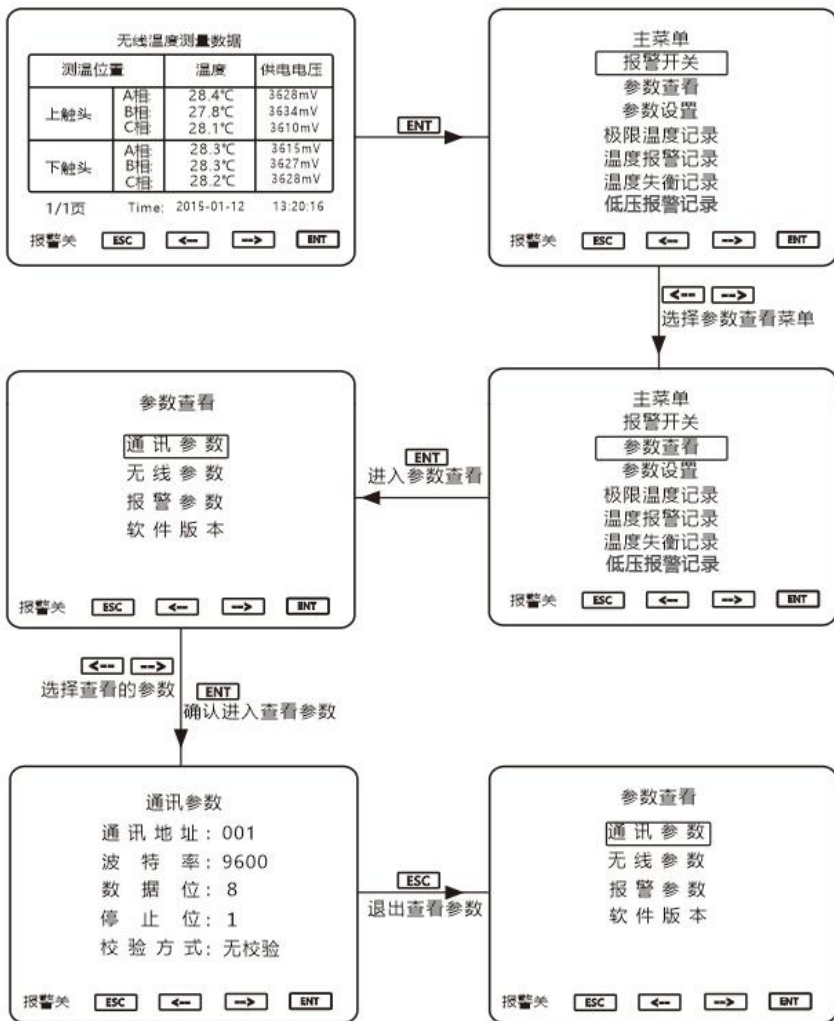 无线温度测量数据
测温位置 温度 供电电压
上触头 A相: 28.4℃ 3628mV
B相: 27.8℃ 3634mV
C相: 28.1℃ 3610mV
下触头 A相: 28.3℃ 3615mV
B相: 28.3℃ 3627mV
C相: 28.2℃ 3628mV
1/1页 Time: 2015-01-12 13:20:16
报警关 ESC <-- --> ENT
ENT
主菜单
报警开关
参数查看
参数设置
极限温度记录
温度报警记录
温度失衡记录
低压报警记录
报警关 ESC <-- --> ENT
<-- -->
选择参数查看菜单
主菜单
报警开关
参数查看
参数设置
极限温度记录
温度报警记录
温度失衡记录
低压报警记录
报警关 ESC <-- --> ENT
ENT
进入参数查看
参数查看
通讯参数
无线参数
报警参数
软件版本
报警关 ESC <-- --> ENT
<-- -->
选择查看的参数
ENT
确认进入查看参数
通讯参数
通讯地址: 001
波特率: 9600
数据位: 8
停止位: 1
校验方式: 无校验
报警关 ESC <-- --> ENT
ESC
退出查看参数
参数查看
通讯参数
无线参数
报警参数
软件版本
报警关 ESC <-- --> ENT